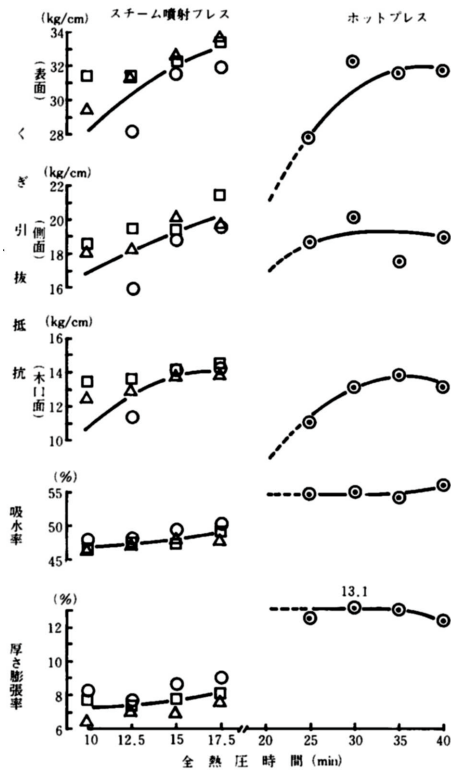 スチーム噴射プレス
ホットプレス
くぎ引抜抵抗
(kg/cm)
(表面)
34
32
30
28
(kg/cm)
(側面)
22
20
18
16
(kg/cm)
(木口面)
16
14
12
10
吸水率
(%)
55
50
45
厚さ膨張率
(%)
12
10
8
6
13.1
10 12.5 15 17.5 20 25 30 35 40
全熱圧時間(min)